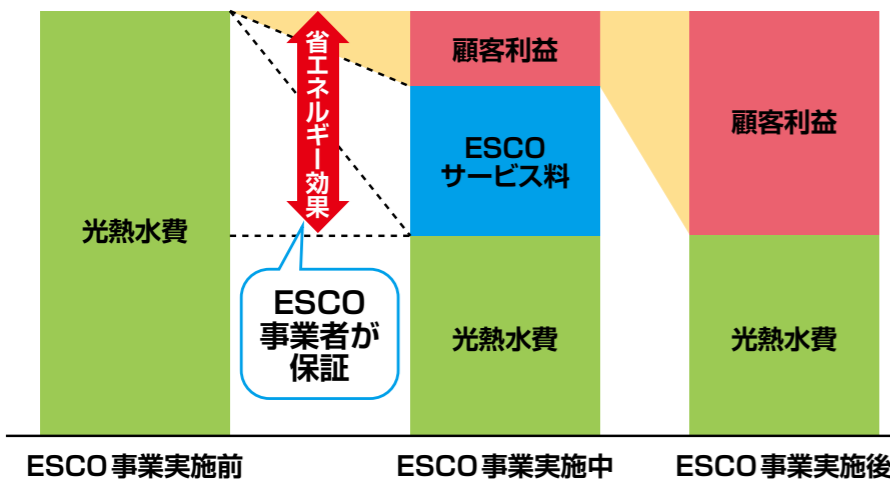 光熱水費
省エネルギー効果
ESCO
事業者が
保証
顧客利益
ESCO
サービス料
光熱水費
顧客利益
光熱水費
ESCO事業実施前
ESCO事業実施中
ESCO事業実施後